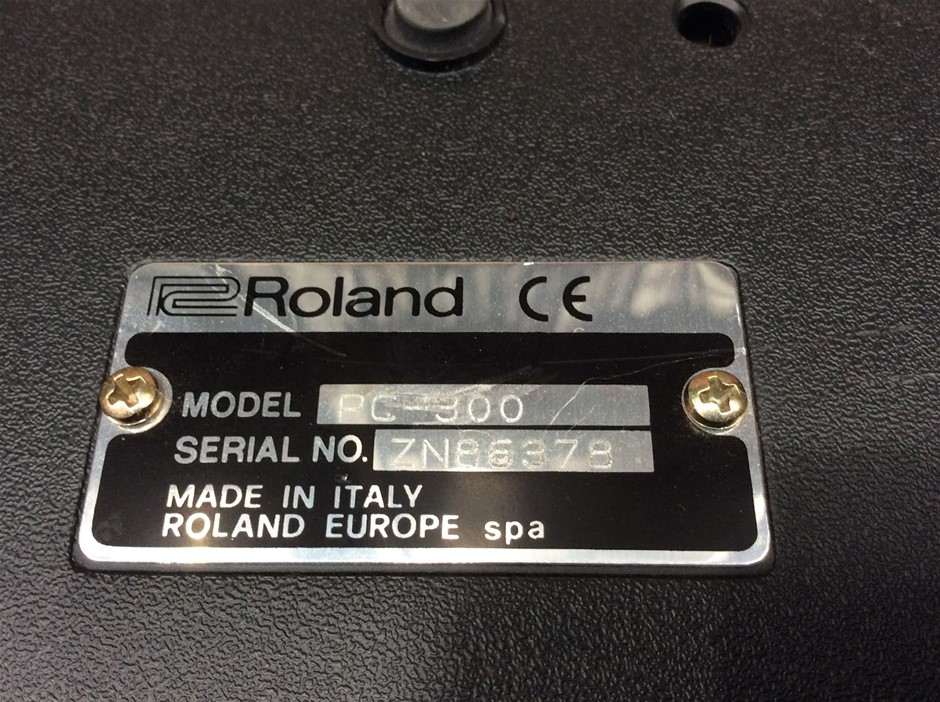 Roland CE
MODEL PC-300
SERIAL NO. ZN86378
MADE IN ITALY
ROLAND EUROPE spa